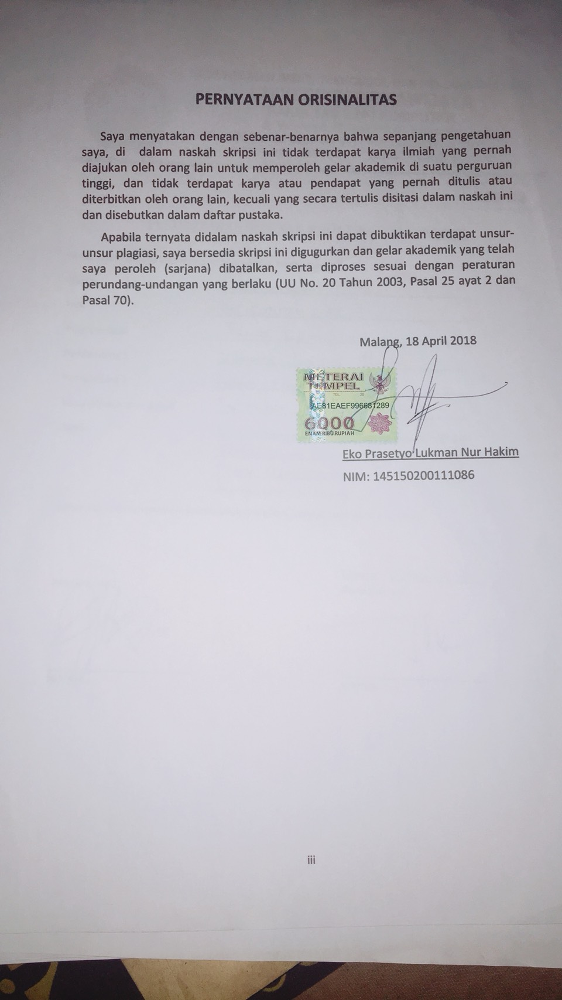 PERNYATAAN ORISINALITAS
Saya menyatakan dengan sebenar-benarnya bahwa sepanjang pengetahuan
saya, di dalam naskah skripsi ini tidak terdapat karya ilmiah yang pernah
diajukan oleh orang lain untuk memperoleh gelar akademik di suatu perguruan
tinggi, dan tidak terdapat karya atau pendapat yang pernah ditulis atau
diterbitkan oleh orang lain, kecuali yang secara tertulis disitasi dalam naskah ini
dan disebutkan dalam daftar pustaka.
Apabila ternyata didalam naskah skripsi ini dapat dibuktikan terdapat unsur-
unsur plagiasi, saya bersedia skripsi ini digugurkan dan gelar akademik yang telah
saya peroleh (sarjana) dibatalkan, serta diproses sesuai dengan peraturan
perundang-undangan yang berlaku (UU No. 20 Tahun 2003, Pasal 25 ayat 2 dan
Pasal 70).
Malang, 18 April 2018
METERAI
TEMPEL
TGL 20
AE81EAEF996681289
6000
ENAM RIBU RUPIAH
Eko Prasetyo Lukman Nur Hakim
NIM: 145150200111086
iii